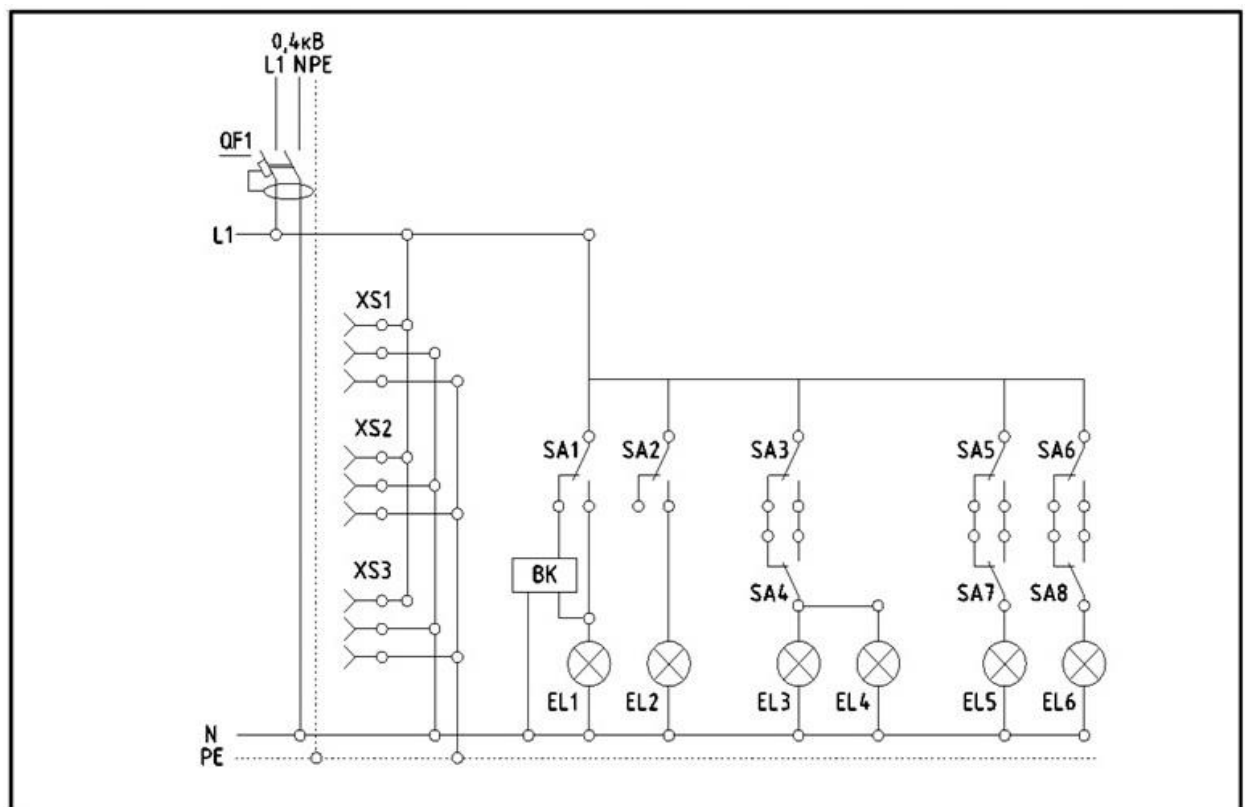 0,4кВ
L1 NPE
QF1
L1
XS1
XS2
SA1 SA2 SA3 SA5 SA6
XS3
BK
SA4 SA7 SA8
EL1 EL2 EL3 EL4 EL5 EL6
N
PE